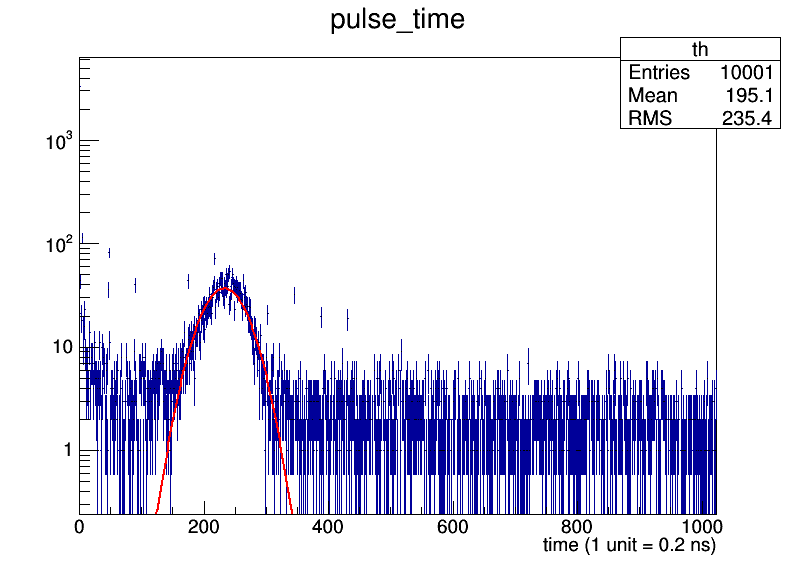 pulse_time
th
Entries 10001
Mean 195.1
RMS 235.4
10³
10²
10
1
0 200 400 600 800 1000
time (1 unit = 0.2 ns)